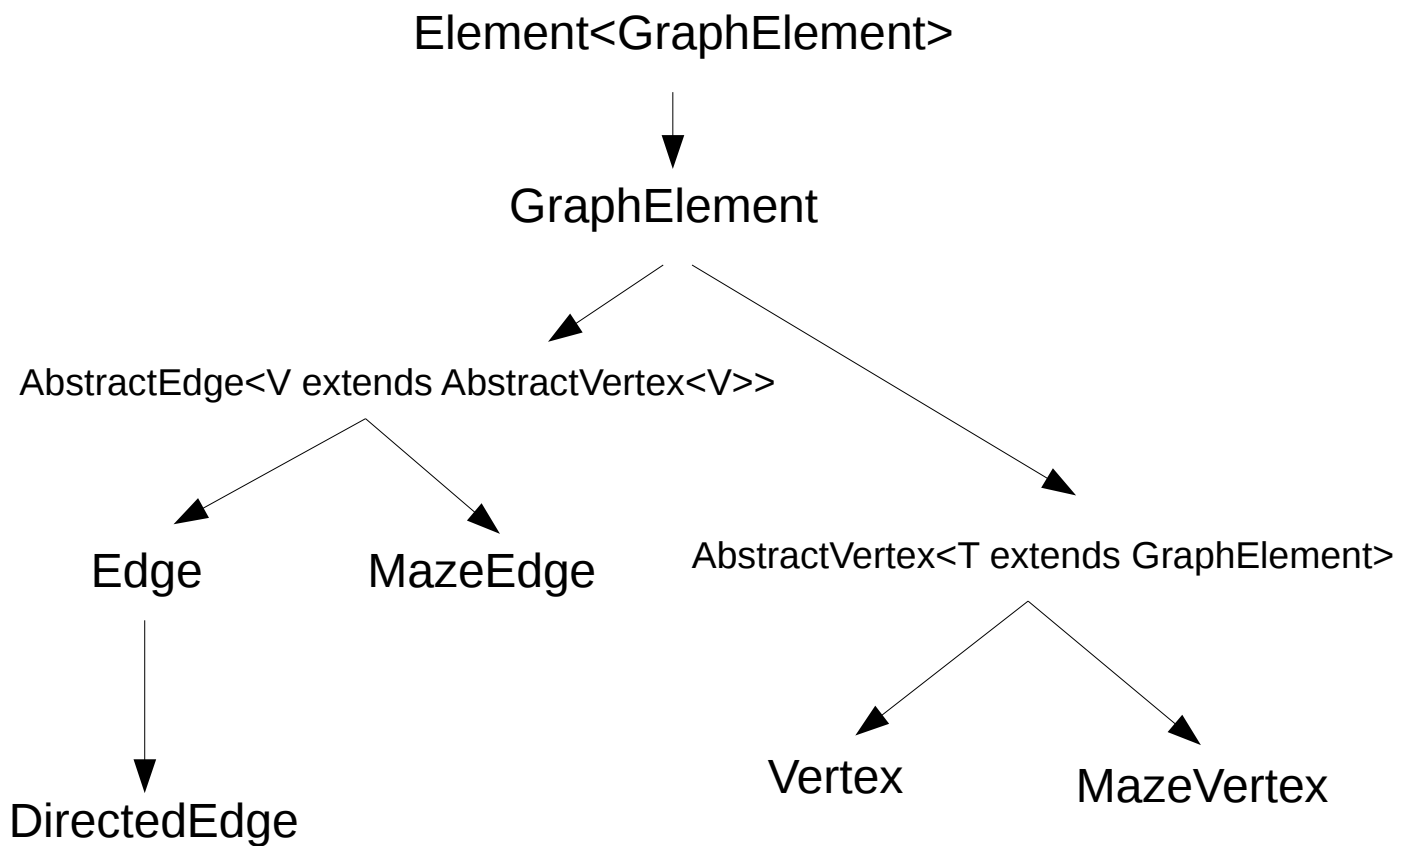 Element<GraphElement>
GraphElement
AbstractEdge<V extends AbstractVertex<V>>
Edge
MazeEdge
AbstractVertex<T extends GraphElement>
Vertex
MazeVertex
DirectedEdge